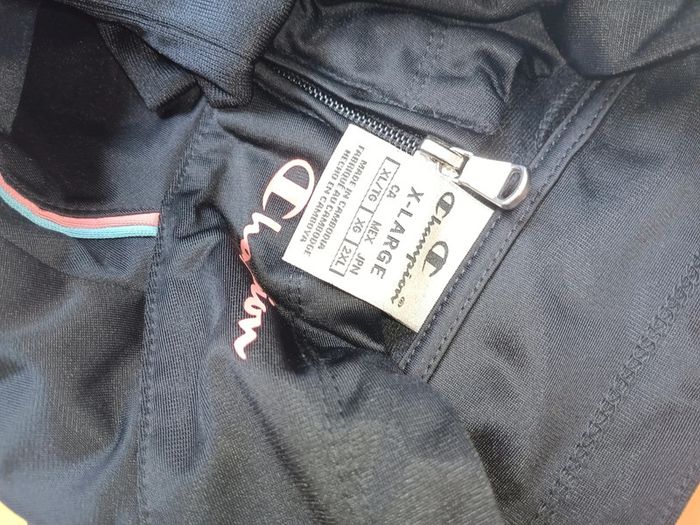 Champion
Champion®
X-LARGE
CA MEX JPN
XL/TG XG 2XL
MADE IN CAMBODIA
FABRIQUÉ AU CAMBODGE
HECHO EN CAMBOYA